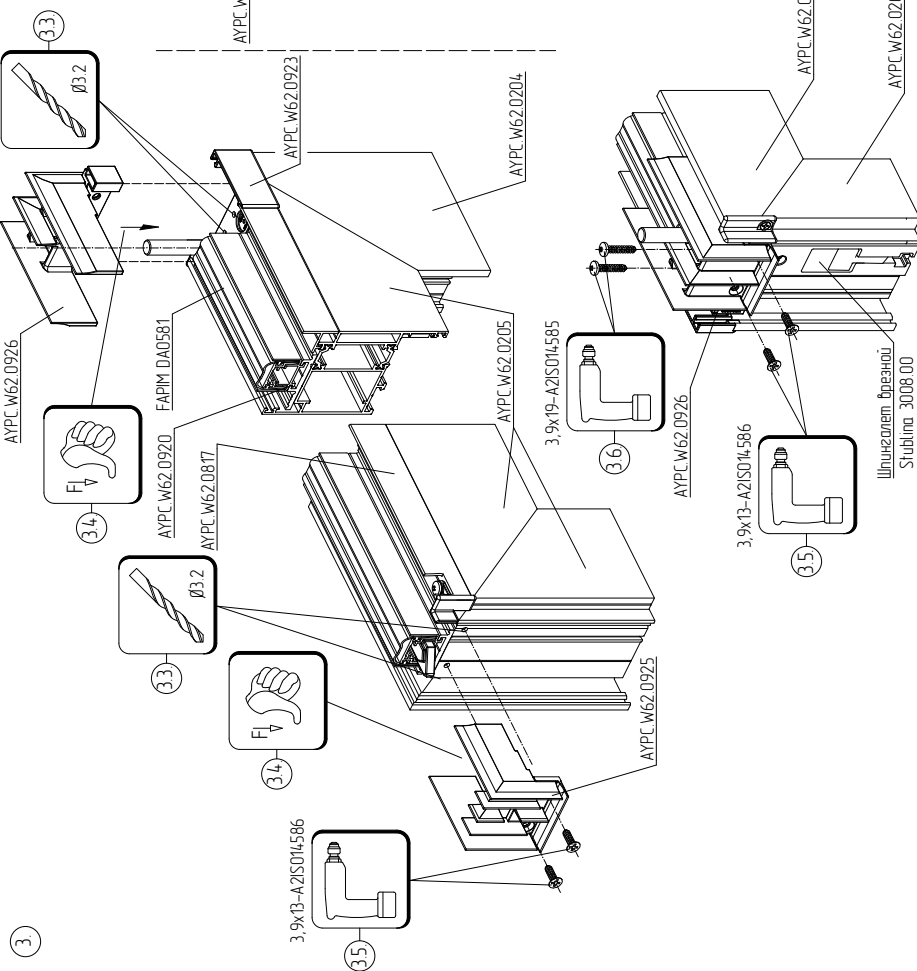 3.
3.3.
Ø3.2
AYPC.W62.0923
AYPC.W62.0204
AYPC.W62.0926
3.4
F
FAPIM DA0581
AYPC.W62.0920
AYPC.W62.0817
AYPC.W62.0205
3.3.
Ø3.2
3.4
F
AYPC.W62.0925
3,9x13-A2ISO14586
3.5
3,9x19-A2ISO14585
3.6
AYPC.W62.0926
3,9x13-A2ISO14586
3.5
Шпингалет врезной
Stublina 3008.00